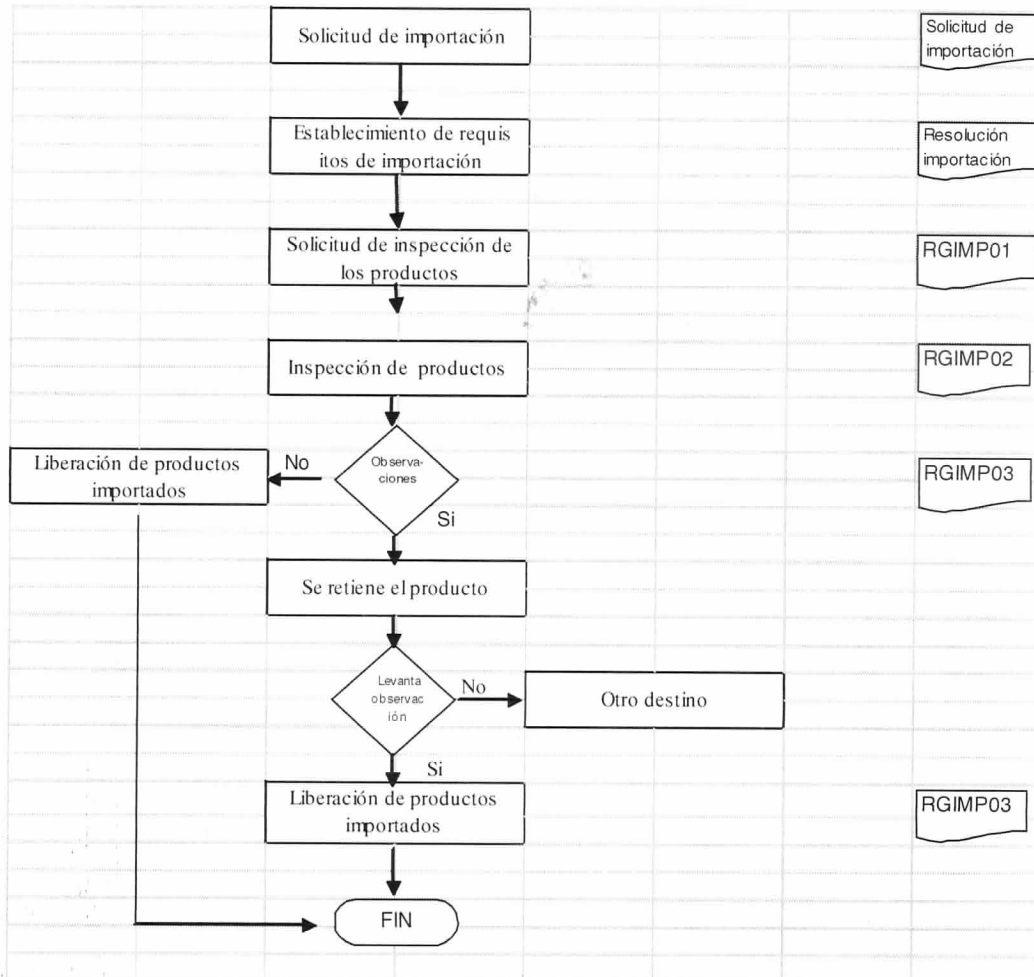 Solicitud de importación
Solicitud de
importación
Establecimiento de requis
itos de importación
Resolución
importación
Solicitud de inspección de
los productos
RGIMP01
Inspección de productos
RGIMP02
Observa-
ciones
No
Liberación de productos
importados
RGIMP03
Si
Se retiene el producto
Levanta
observac
ión
No
Otro destino
Si
Liberación de productos
importados
RGIMP03
FIN